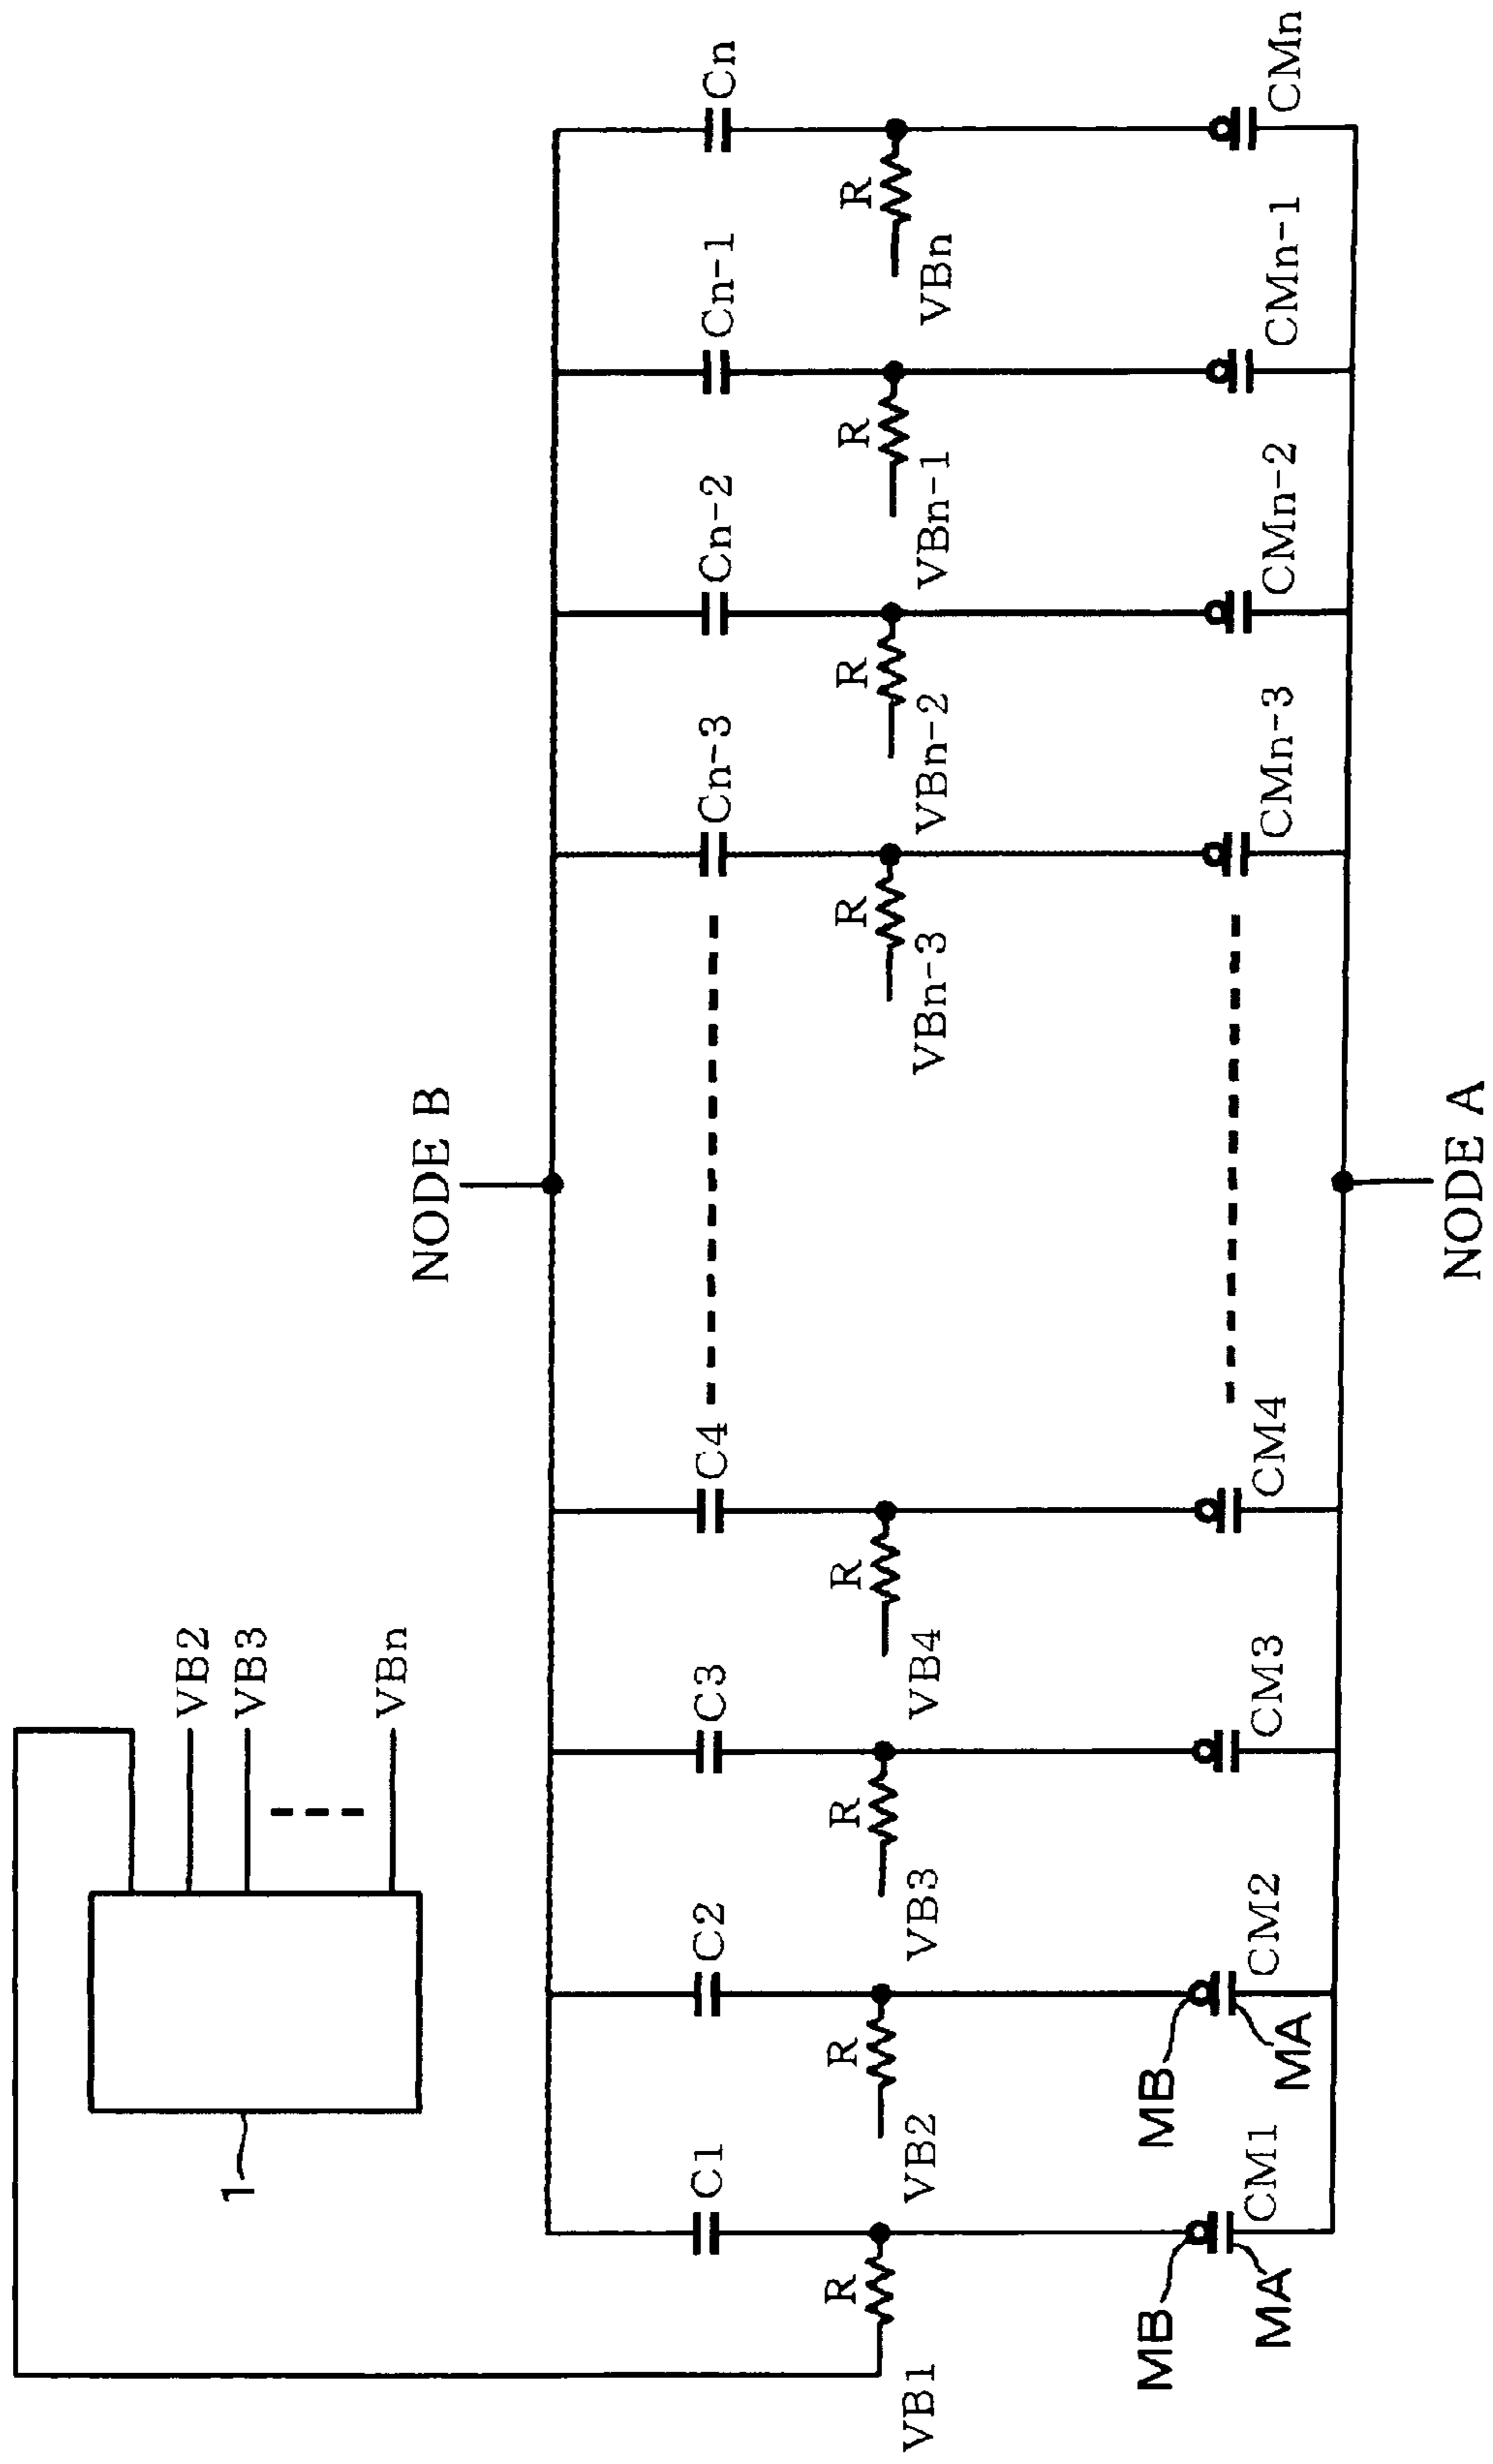 1
VB2
VB3
VBn
NODE B
C1
C2
C3
C4
Cn-3
Cn-2
Cn-1
Cn
R
R
R
R
R
R
R
R
VB1
VB2
VB3
VB4
VBn-3
VBn-2
VBn-1
VBn
MB
MB
MA
MA
CM1
CM2
CM3
CM4
CMn-3
CMn-2
CMn-1
CMn
NODE A